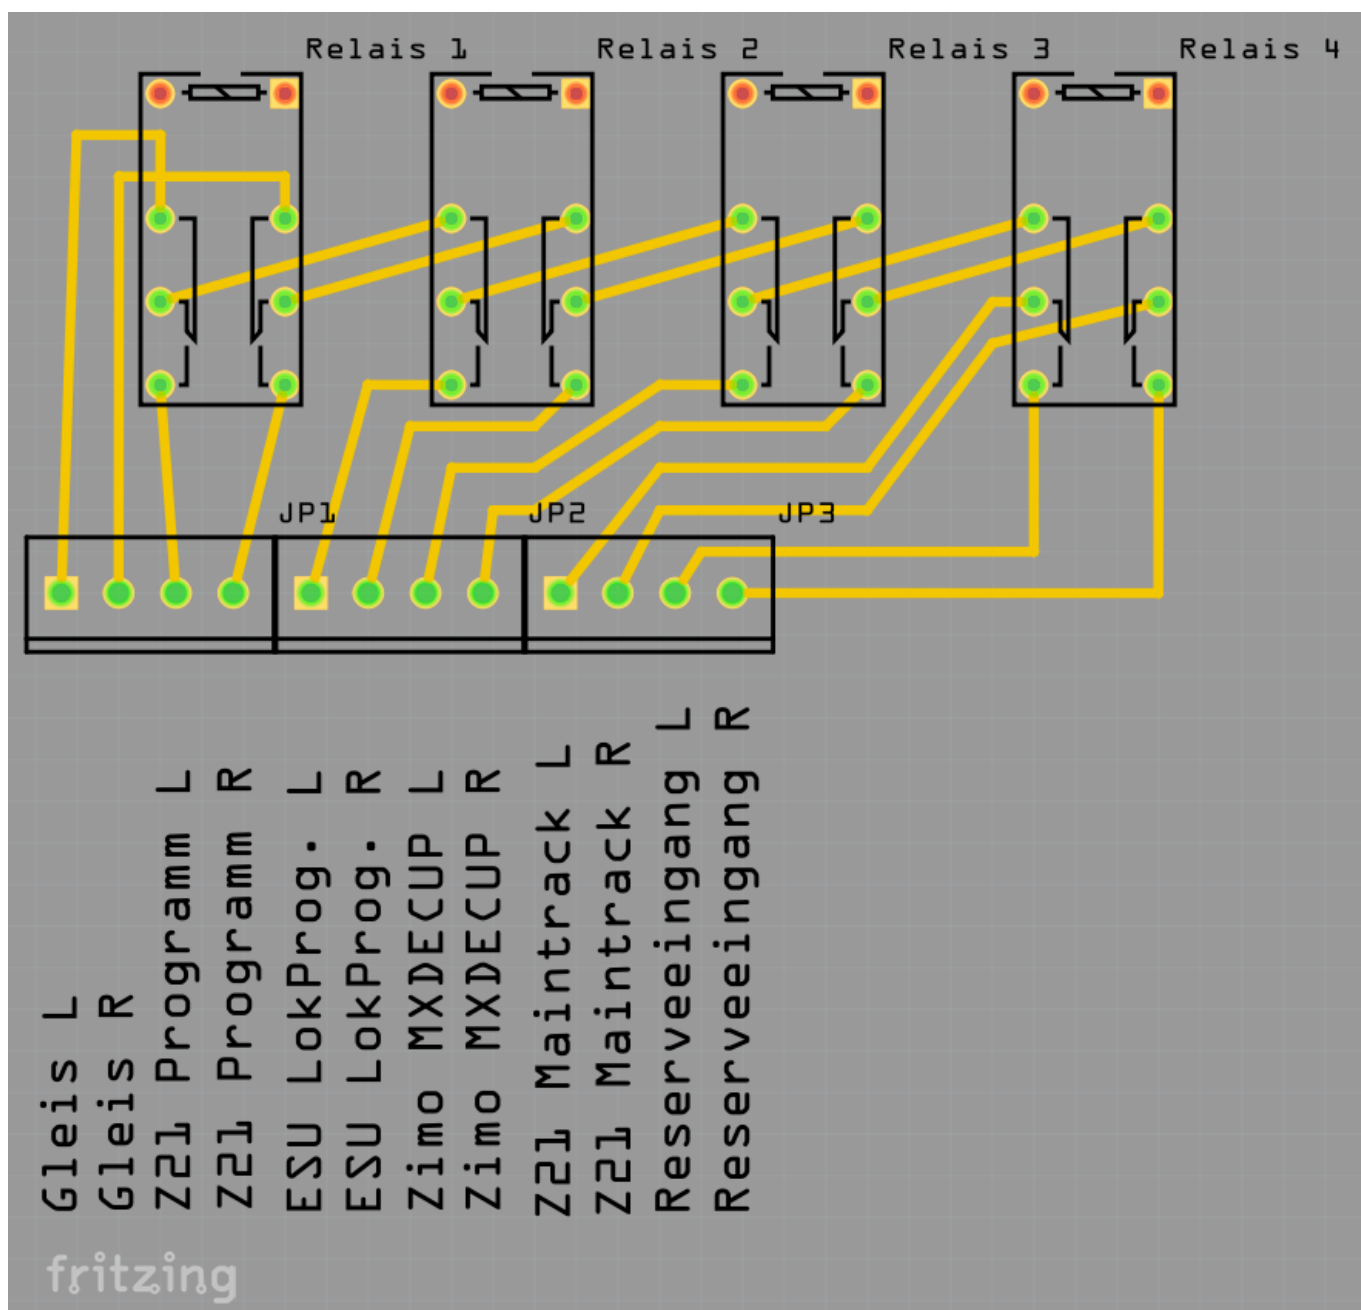 Relais 1
Relais 2
Relais 3
Relais 4
JP1
JP2
JP3
Gleis L
Gleis R
Z21 Programm L
Z21 Programm R
ESU LokProg. L
ESU LokProg. R
Zimo MXDECUP L
Zimo MXDECUP R
Z21 Maintrack L
Z21 Maintrack R
Reserveeingang L
Reserveeingang R
fritzing